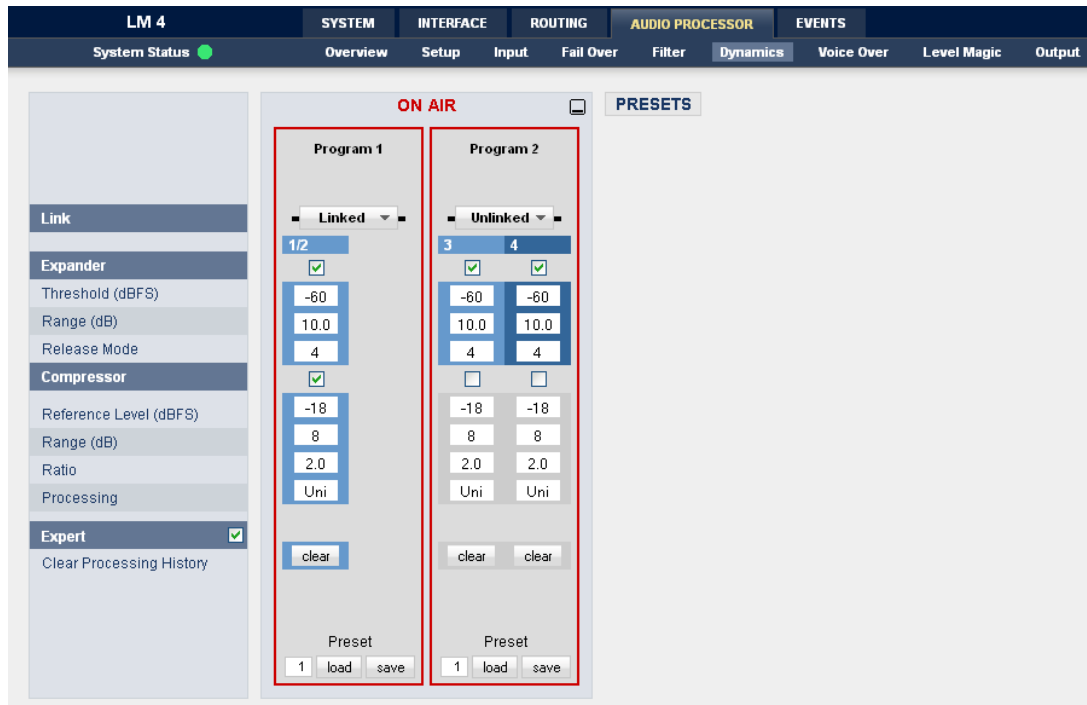 LM 4 SYSTEM INTERFACE ROUTING AUDIO PROCESSOR EVENTS
System Status Overview Setup Input Fail Over Filter Dynamics Voice Over Level Magic Output
ON AIR PRESETS
Program 1 Program 2
Link Linked Unlinked
1/2 3 4
Expander
Threshold (dBFS) -60 -60 -60
Range (dB) 10.0 10.0 10.0
Release Mode 4 4 4
Compressor
Reference Level (dBFS) -18 -18 -18
Range (dB) 8 8 8
Ratio 2.0 2.0 2.0
Processing Uni Uni Uni
Expert
Clear Processing History clear clear clear
Preset Preset
1 load save 1 load save